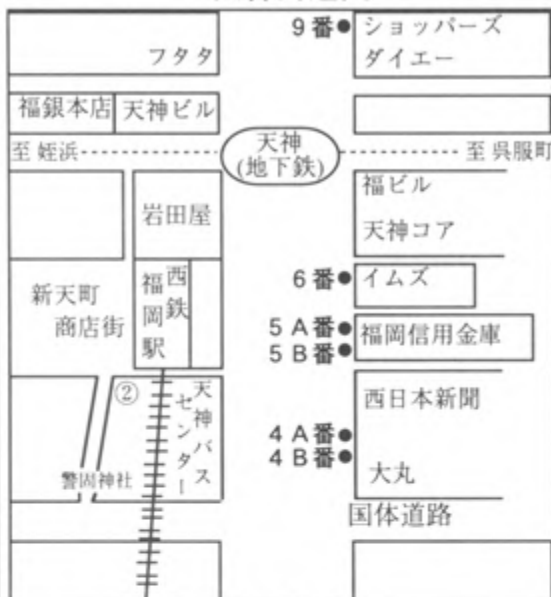 9番● ショッパーズ
ダイエー
フタタ
福銀本店 天神ビル
至 姪浜 天神 至 呉服町
(地下鉄)
福ビル
岩田屋
天神コア
6番● イムズ
西鉄
福岡駅
新天町
商店街
5 A番● 福岡信用金庫
5 B番●
②
天神バス
センター
西日本新聞
4 A番●
4 B番●
大丸
警固神社
国体道路